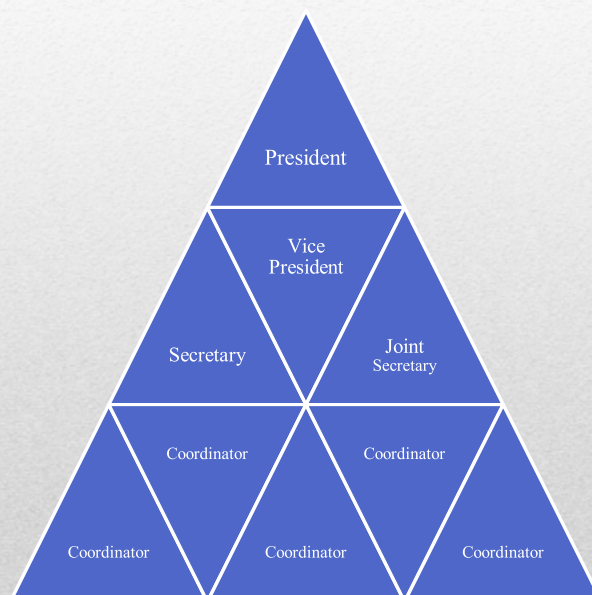 President
Vice
President
Secretary
Joint
Secretary
Coordinator
Coordinator
Coordinator
Coordinator
Coordinator